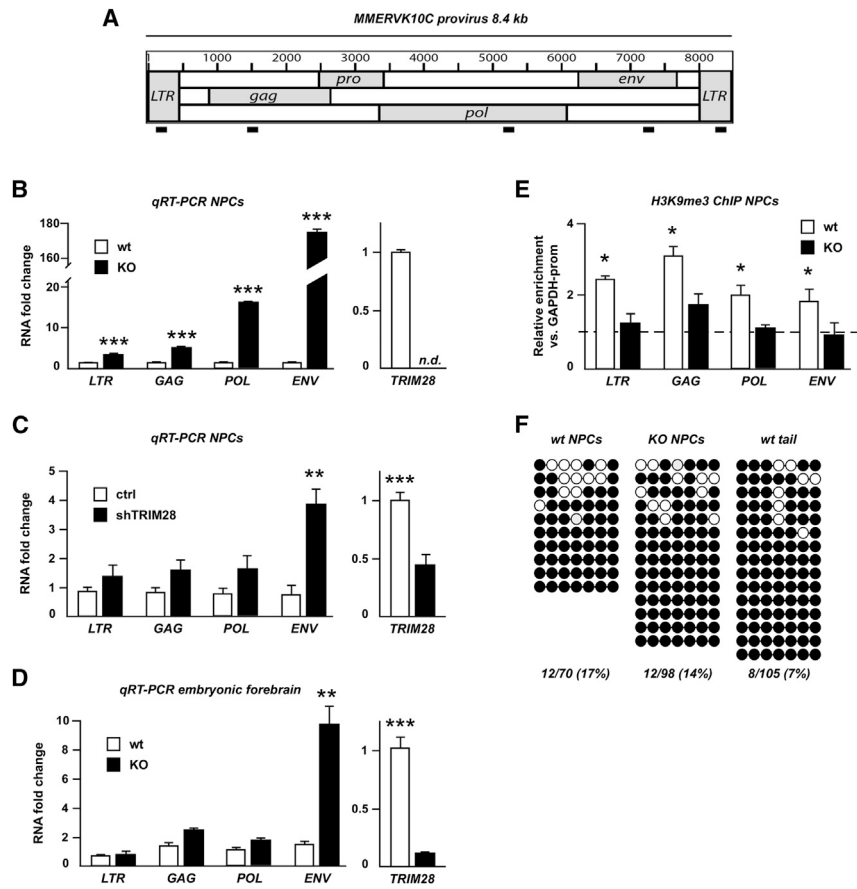 A
MMERVK10C provirus 8.4 kb
1 1000 2000 3000 4000 5000 6000 7000 8000
LTR pro env LTR
gag
pol
B
qRT-PCR NPCs
RNA fold change
180
160
20
10
0
wt
KO
*** *** *** ***
LTR GAG POL ENV
1
0.5
0
n.d.
TRIM28
C
qRT-PCR NPCs
RNA fold change
5
4
3
2
1
0
ctrl
shTRIM28
**
LTR GAG POL ENV
***
1
0.5
0
TRIM28
D
qRT-PCR embryonic forebrain
RNA fold change
10
8
6
4
2
0
wt
KO
**
LTR GAG POL ENV
***
1
0.5
0
TRIM28
E
H3K9me3 ChIP NPCs
Relative enrichment
vs. GAPDH-prom
4
2
0
wt
KO
* * * *
LTR GAG POL ENV
F
wt NPCs KO NPCs wt tail
12/70 (17%) 12/98 (14%) 8/105 (7%)